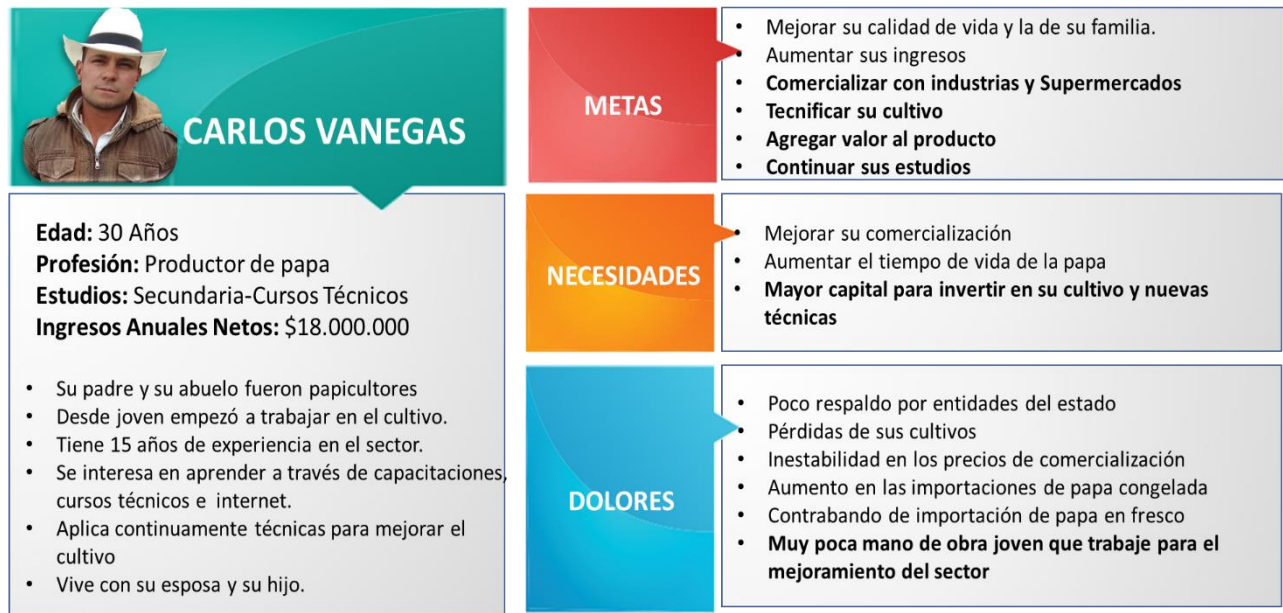 CARLOS VANEGAS
Edad: 30 Años
Profesión: Productor de papa
Estudios: Secundaria-Cursos Técnicos
Ingresos Anuales Netos: $18.000.000
• Su padre y su abuelo fueron papicultores
• Desde joven empezó a trabajar en el cultivo.
• Tiene 15 años de experiencia en el sector.
• Se interesa en aprender a través de capacitaciones,
cursos técnicos e internet.
• Aplica continuamente técnicas para mejorar el
cultivo
• Vive con su esposa y su hijo.
METAS
• Mejorar su calidad de vida y la de su familia.
• Aumentar sus ingresos
• Comercializar con industrias y Supermercados
• Tecnificar su cultivo
• Agregar valor al producto
• Continuar sus estudios
NECESIDADES
• Mejorar su comercialización
• Aumentar el tiempo de vida de la papa
• Mayor capital para invertir en su cultivo y nuevas
técnicas
DOLORES
• Poco respaldo por entidades del estado
• Pérdidas de sus cultivos
• Inestabilidad en los precios de comercialización
• Aumento en las importaciones de papa congelada
• Contrabando de importación de papa en fresco
• Muy poca mano de obra joven que trabaje para el
mejoramiento del sector